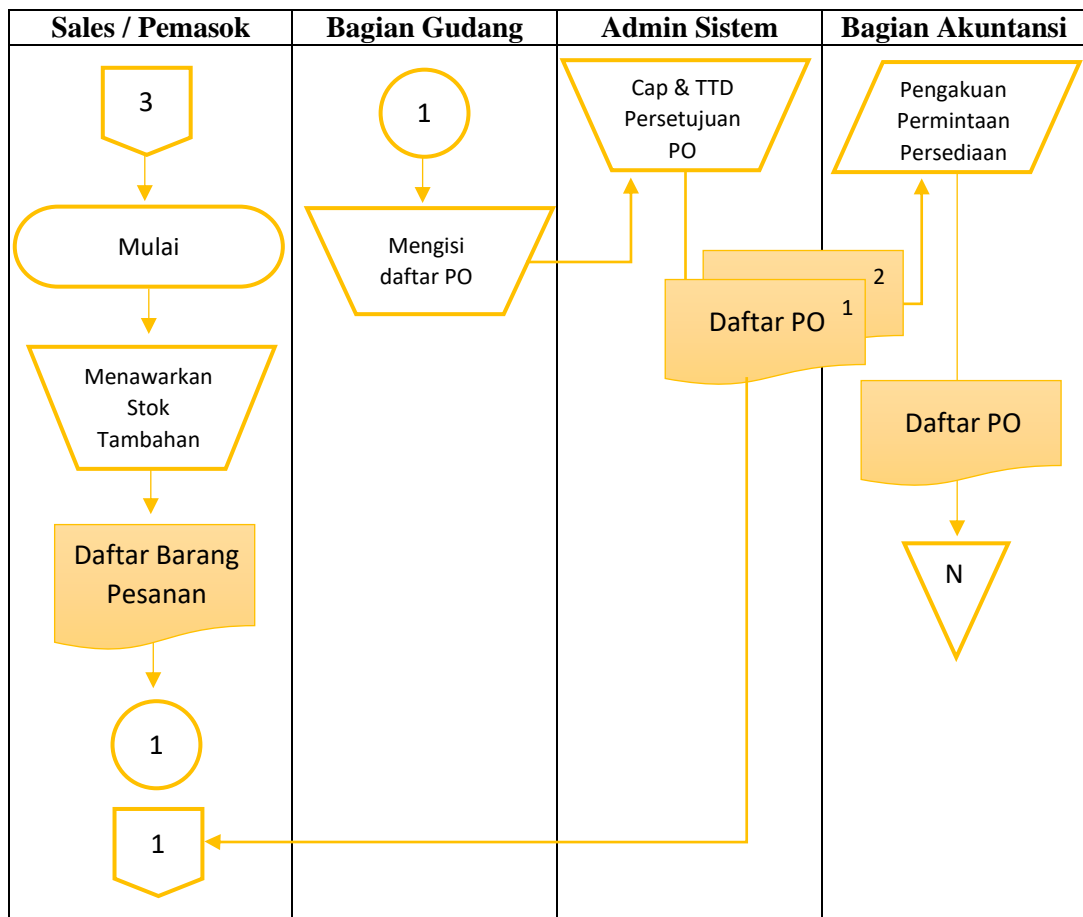 Sales / Pemasok
Bagian Gudang
Admin Sistem
Bagian Akuntansi
3
Mulai
Menawarkan
Stok
Tambahan
Daftar Barang
Pesanan
1
1
1
Mengisi
daftar PO
Cap & TTD
Persetujuan
PO
2
Daftar PO 1
Pengakuan
Permintaan
Persediaan
Daftar PO
N